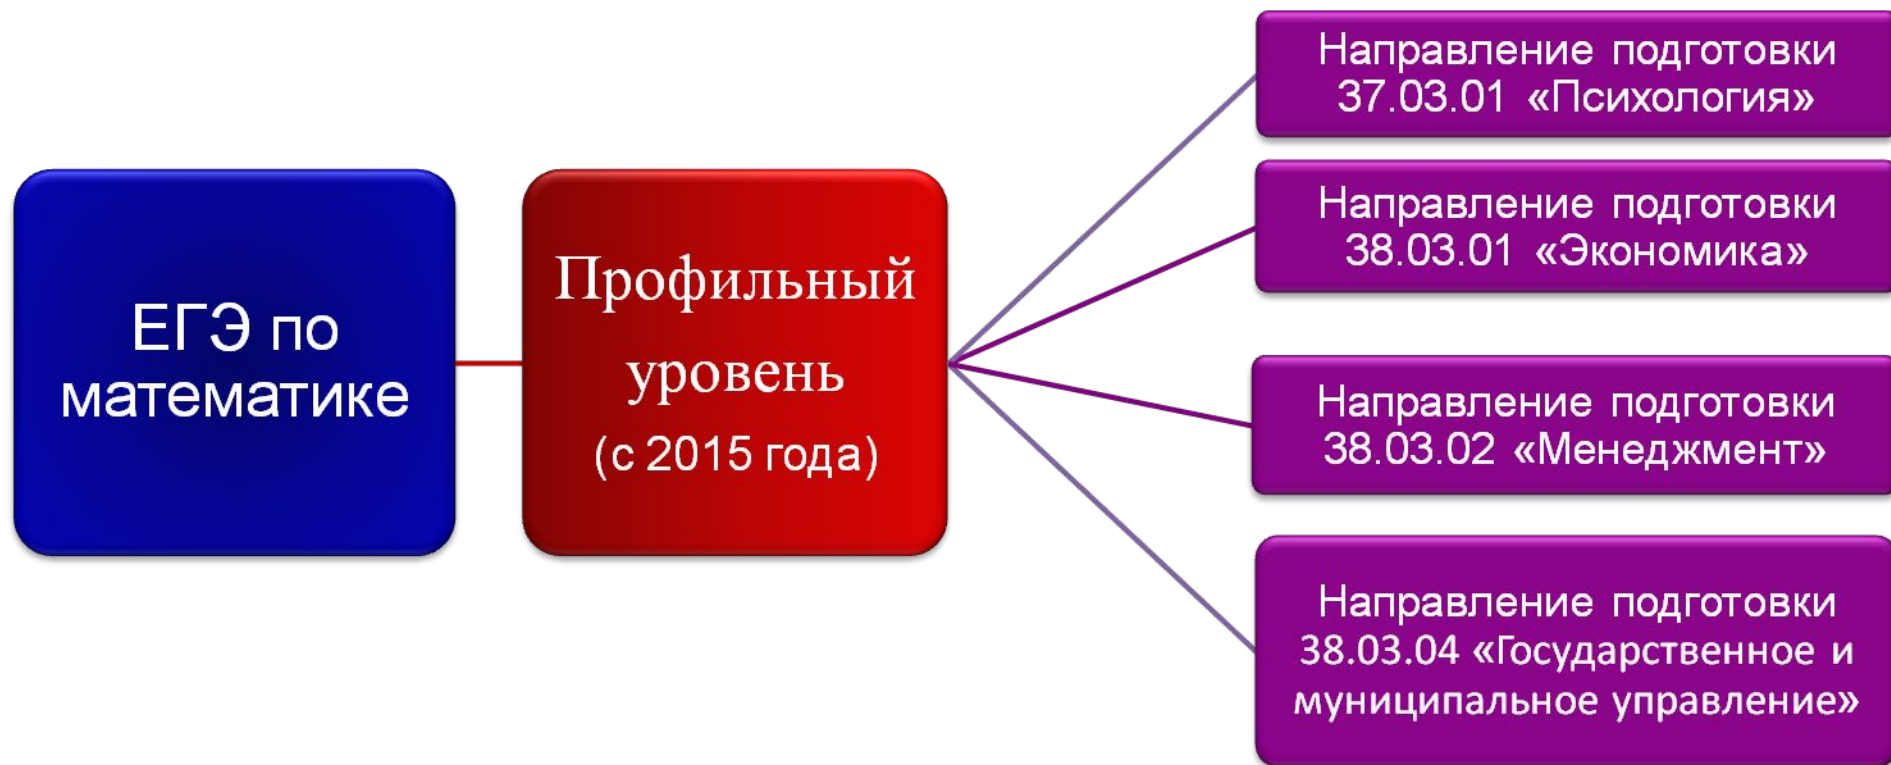 ЕГЭ по
математике
Профильный
уровень
(с 2015 года)
Направление подготовки
37.03.01 «Психология»
Направление подготовки
38.03.01 «Экономика»
Направление подготовки
38.03.02 «Менеджмент»
Направление подготовки
38.03.04 «Государственное и
муниципальное управление»